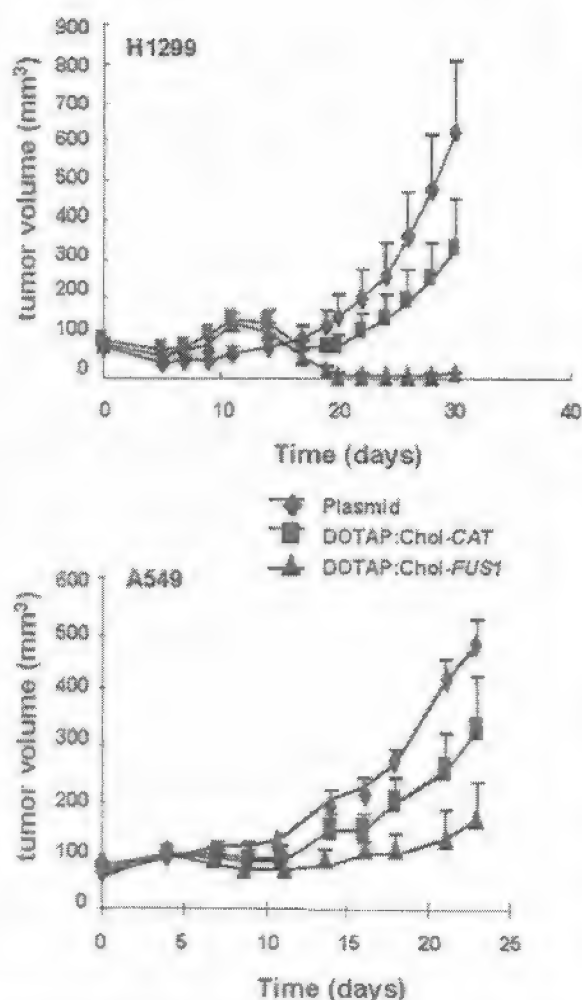 H1299
tumor volume (mm³)
900
800
700
600
500
400
300
200
100
0
0 10 20 30 40
Time (days)
Plasmid
DOTAP:Chol-CAT
DOTAP:Chol-FUS1
A549
tumor volume (mm³)
600
500
400
300
200
100
0
0 5 10 15 20 25
Time (days)